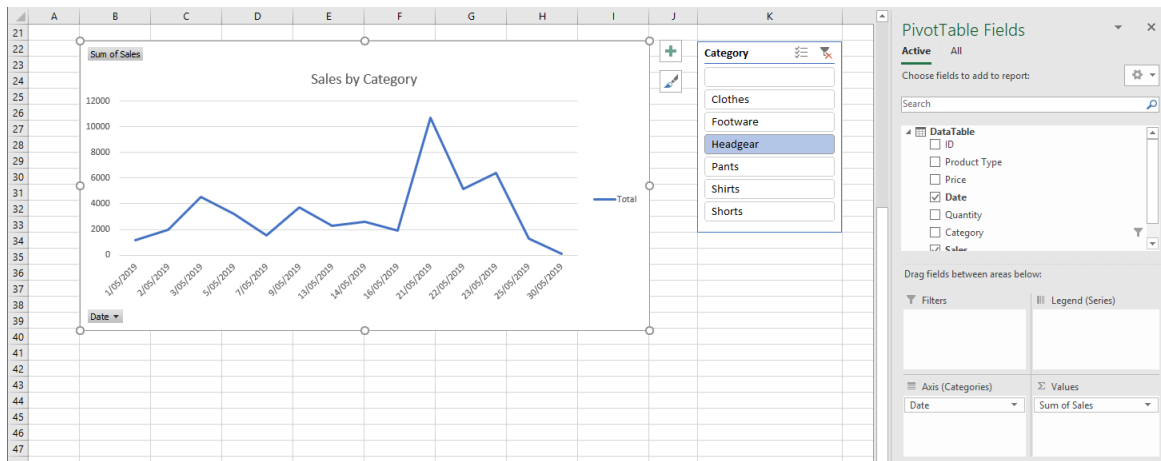 A B C D E F G H I J K
21
22
23
24
25
26
27
28
29
30
31
32
33
34
35
36
37
38
39
40
41
42
43
44
45
46
47
Sum of Sales
Sales by Category
12000
10000
8000
6000
4000
2000
0
1/05/2019
2/05/2019
3/05/2019
5/05/2019
7/05/2019
9/05/2019
13/05/2019
14/05/2019
16/05/2019
21/05/2019
22/05/2019
23/05/2019
25/05/2019
30/05/2019
Total
Date
Category
Clothes
Footware
Headgear
Pants
Shirts
Shorts
PivotTable Fields
Active All
Choose fields to add to report:
Search
DataTable
ID
Product Type
Price
Date
Quantity
Category
Sales
Drag fields between areas below:
Filters
Legend (Series)
Axis (Categories)
Σ Values
Date
Sum of Sales